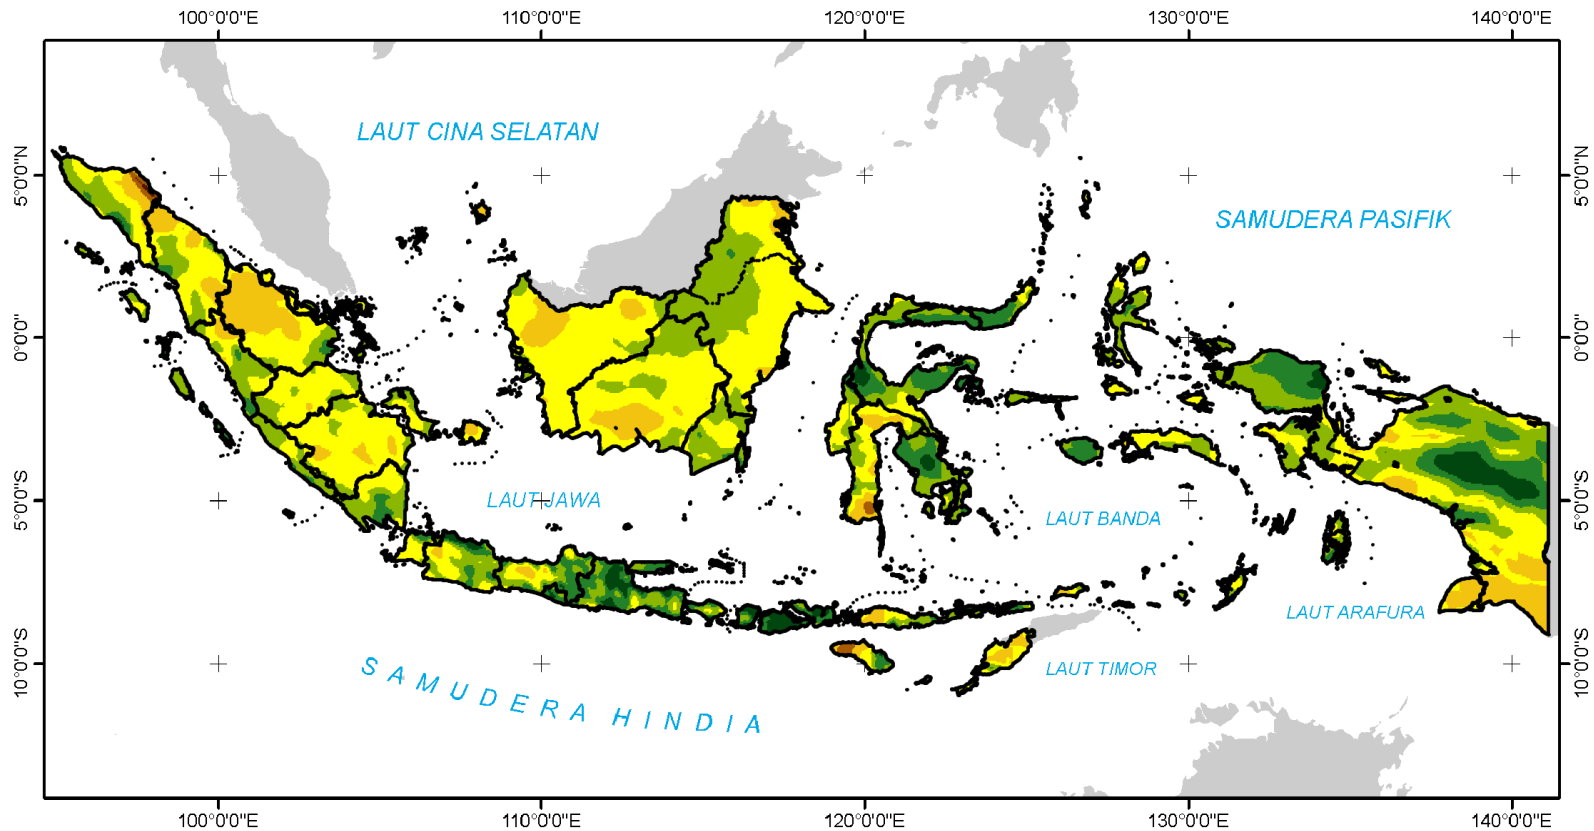 100°0'0"E 110°0'0"E 120°0'0"E 130°0'0"E 140°0'0"E
LAUT CINA SELATAN
5°0'0"N 5°0'0"N
SAMUDERA PASIFIK
0°0'0" 0°0'0"
LAUT JAWA
5°0'0"S 5°0'0"S
LAUT BANDA
LAUT ARAFURA
10°0'0"S 10°0'0"S
LAUT TIMOR
SAMUDERA HINDIA
100°0'0"E 110°0'0"E 120°0'0"E 130°0'0"E 140°0'0"E